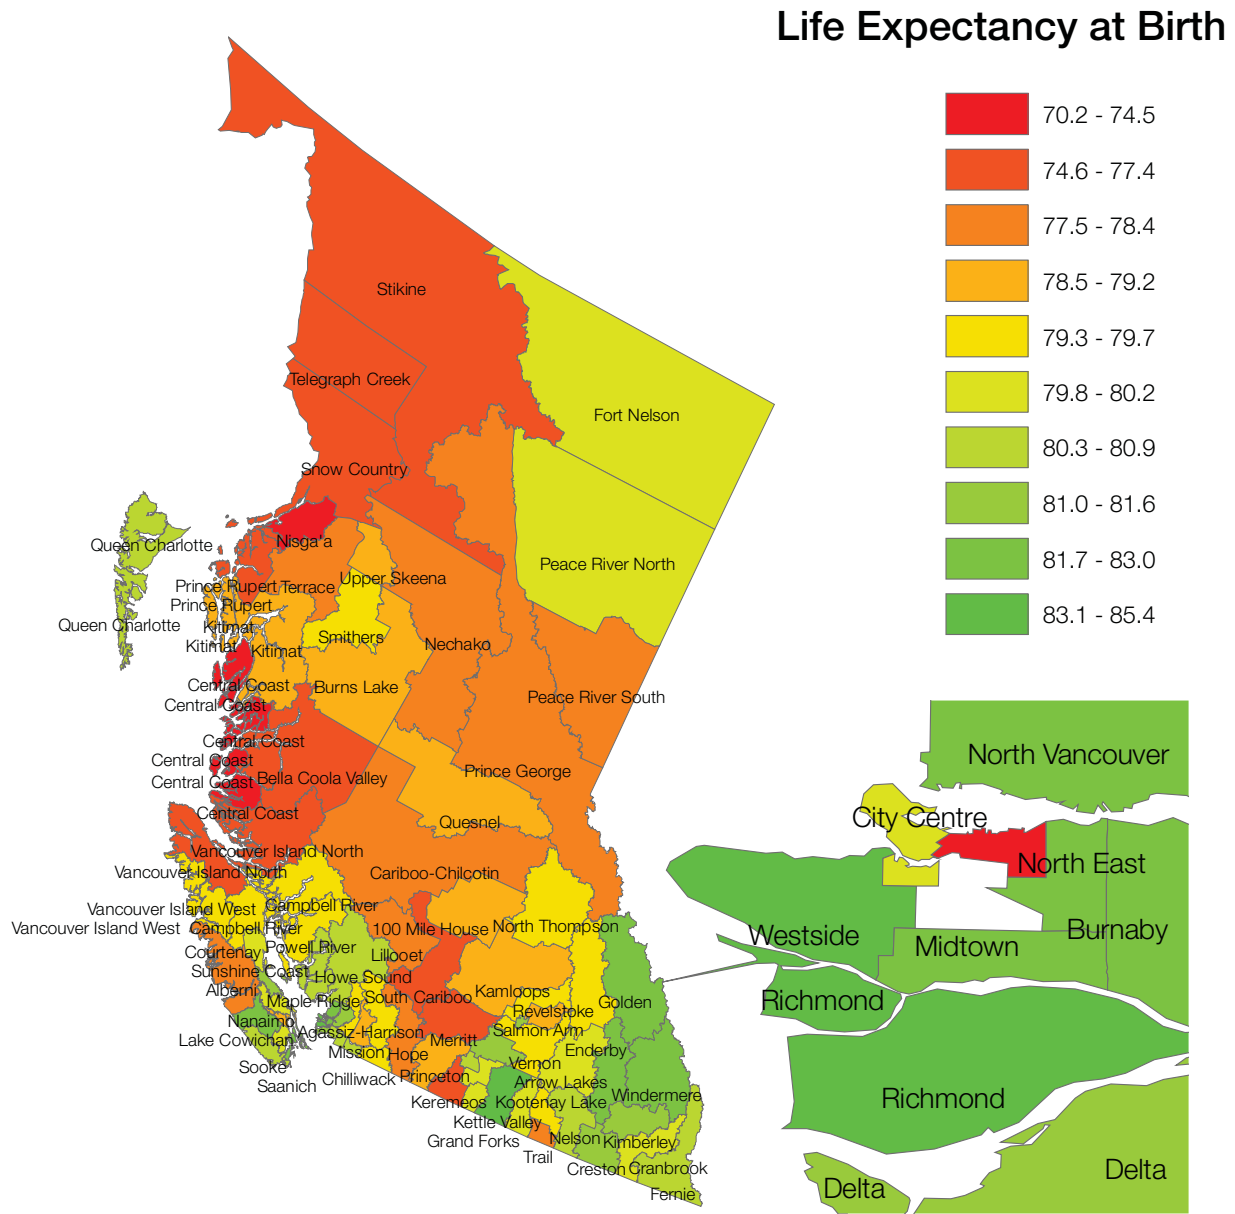 Life Expectancy at Birth
70.2 - 74.5
74.6 - 77.4
77.5 - 78.4
78.5 - 79.2
79.3 - 79.7
79.8 - 80.2
80.3 - 80.9
81.0 - 81.6
81.7 - 83.0
83.1 - 85.4
Stikine
Telegraph Creek
Fort Nelson
Snow Country
Nisga'a
Queen Charlotte
Peace River North
Upper Skeena
Prince Rupert
Terrace
Prince Rupert
Queen Charlotte
Kitimat
Smithers
Kitimat
Kitimat
Nechako
Central Coast
Burns Lake
Peace River South
Central Coast
Central Coast
Central Coast
Prince George
Central Coast
Bella Coola Valley
Central Coast
Quesnel
Vancouver Island North
Vancouver Island North
Cariboo-Chilcotin
Vancouver Island West
Campbell River
Vancouver Island West
Campbell River
100 Mile House
North Thompson
Courtenay
Powell River
Lillooet
Sunshine Coast
Howe Sound
Alberni
Maple Ridge
South Cariboo
Kamloops
Golden
Nanaimo
Revelstoke
Lake Cowichan
Agassiz-Harrison
Salmon Arm
Mission
Hope
Merritt
Enderby
Sooke
Vernon
Saanich
Chilliwack
Princeton
Arrow Lakes
Keremeos
Kootenay Lake
Windermere
Kettle Valley
Grand Forks
Nelson
Kimberley
Trail
Creston
Cranbrook
Fernie
North Vancouver
City Centre
North East
Westside
Midtown
Burnaby
Richmond
Richmond
Delta
Delta